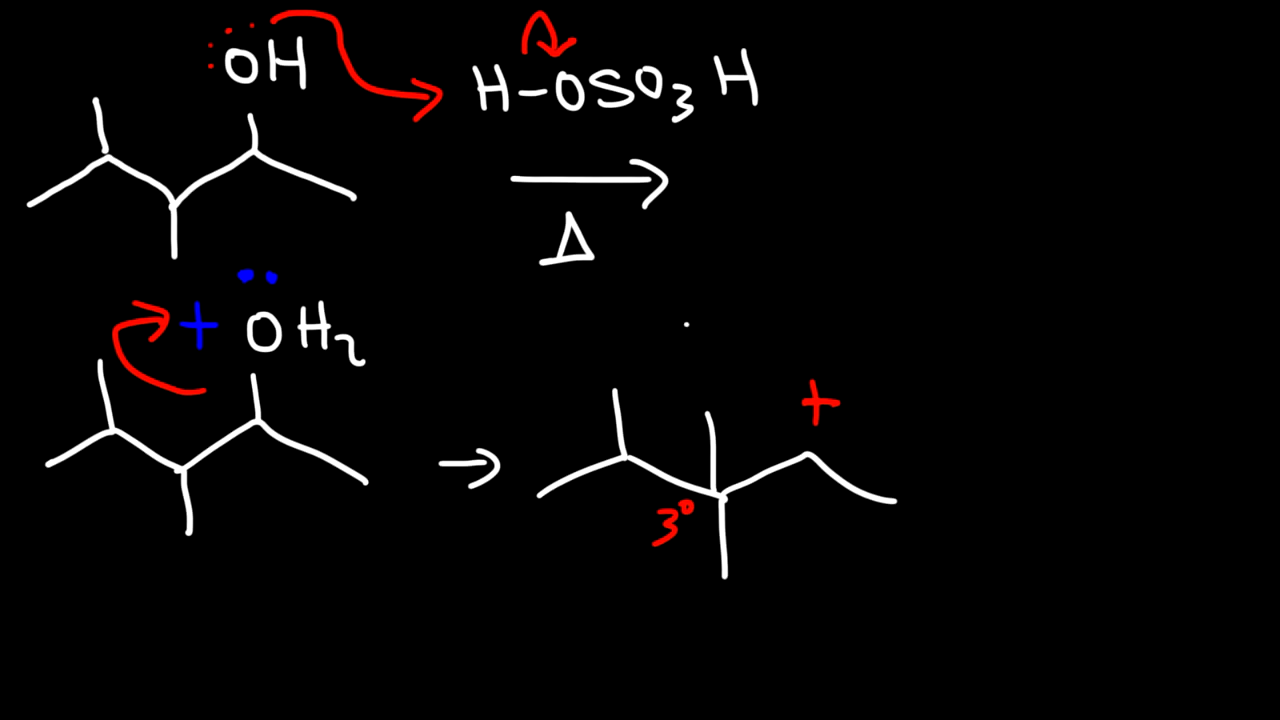 OH
H-OSO₃H
Δ
+ OH₂
+
3°